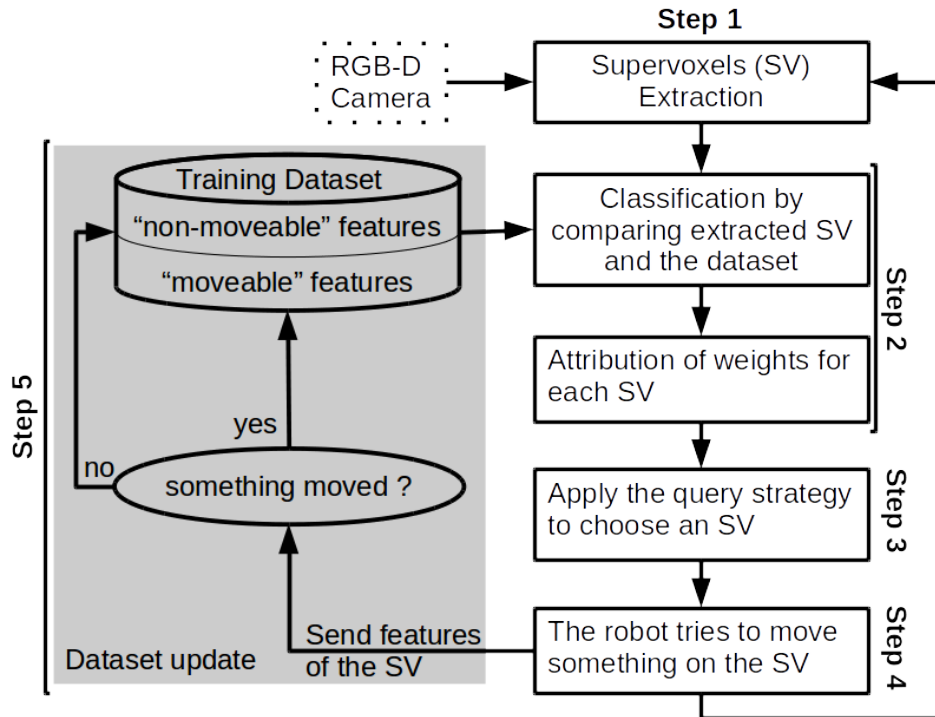 Step 1
RGB-D
Camera
Supervoxels (SV)
Extraction
Training Dataset
“non-moveable” features
“moveable” features
Classification by
comparing extracted SV
and the dataset
Step 2
Attribution of weights for
each SV
Step 5
yes
no
something moved ?
Apply the query strategy
to choose an SV
Step 3
Send features
of the SV
Dataset update
The robot tries to move
something on the SV
Step 4